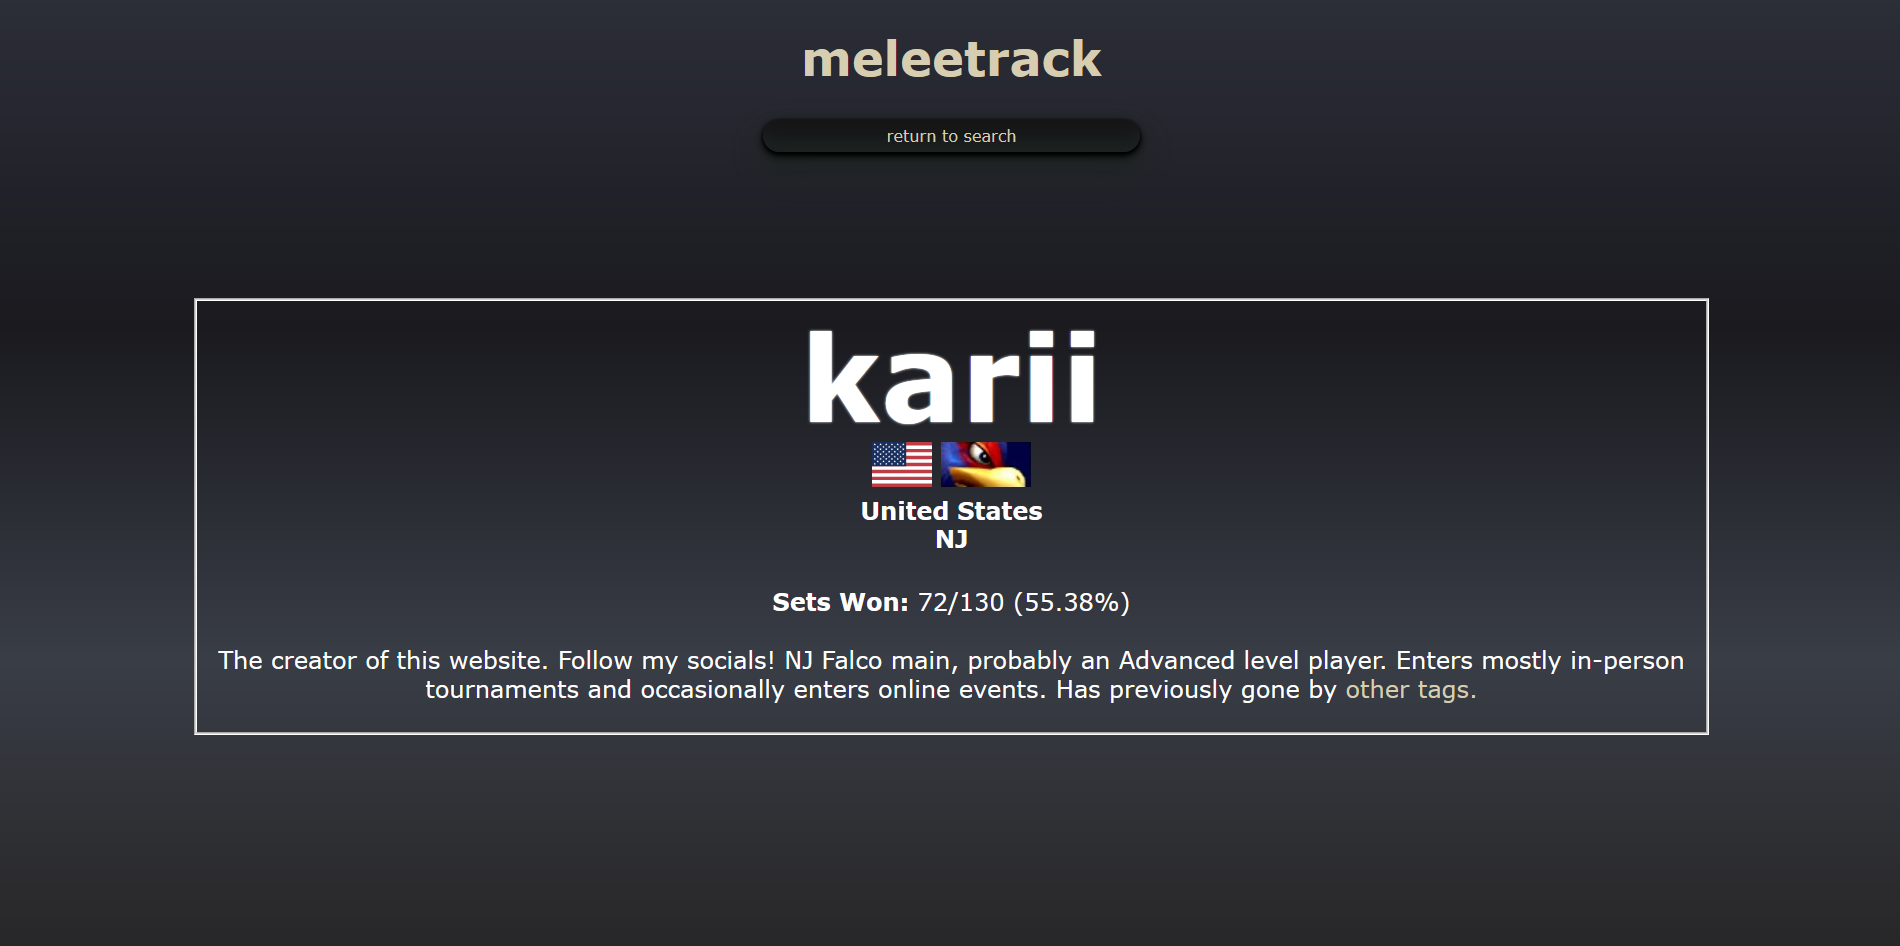 meleetrack
return to search
karii
United States
NJ
Sets Won: 72/130 (55.38%)
The creator of this website. Follow my socials! NJ Falco main, probably an Advanced level player. Enters mostly in-person
tournaments and occasionally enters online events. Has previously gone by other tags.